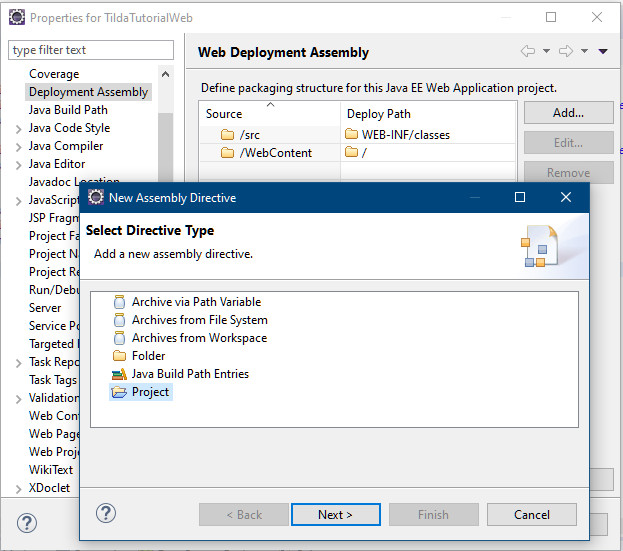 Properties for TildaTutorialWeb
type filter text
Coverage
Deployment Assembly
Java Build Path
Java Code Style
Java Compiler
Java Editor
Javadoc Location
JavaScript
JSP Fragm
Project Fa
Project Na
Project Re
Run/Debu
Server
Service Po
Targeted
Task Repo
Task Tags
Validation
Web Cont
Web Page
Web Proj
WikiText
XDoclet
Web Deployment Assembly
Define packaging structure for this Java EE Web Application project.
Source Deploy Path
/src WEB-INF/classes
/WebContent /
Add...
Edit...
Remove
New Assembly Directive
Select Directive Type
Add a new assembly directive.
Archive via Path Variable
Archives from File System
Archives from Workspace
Folder
Java Build Path Entries
Project
< Back Next > Finish Cancel